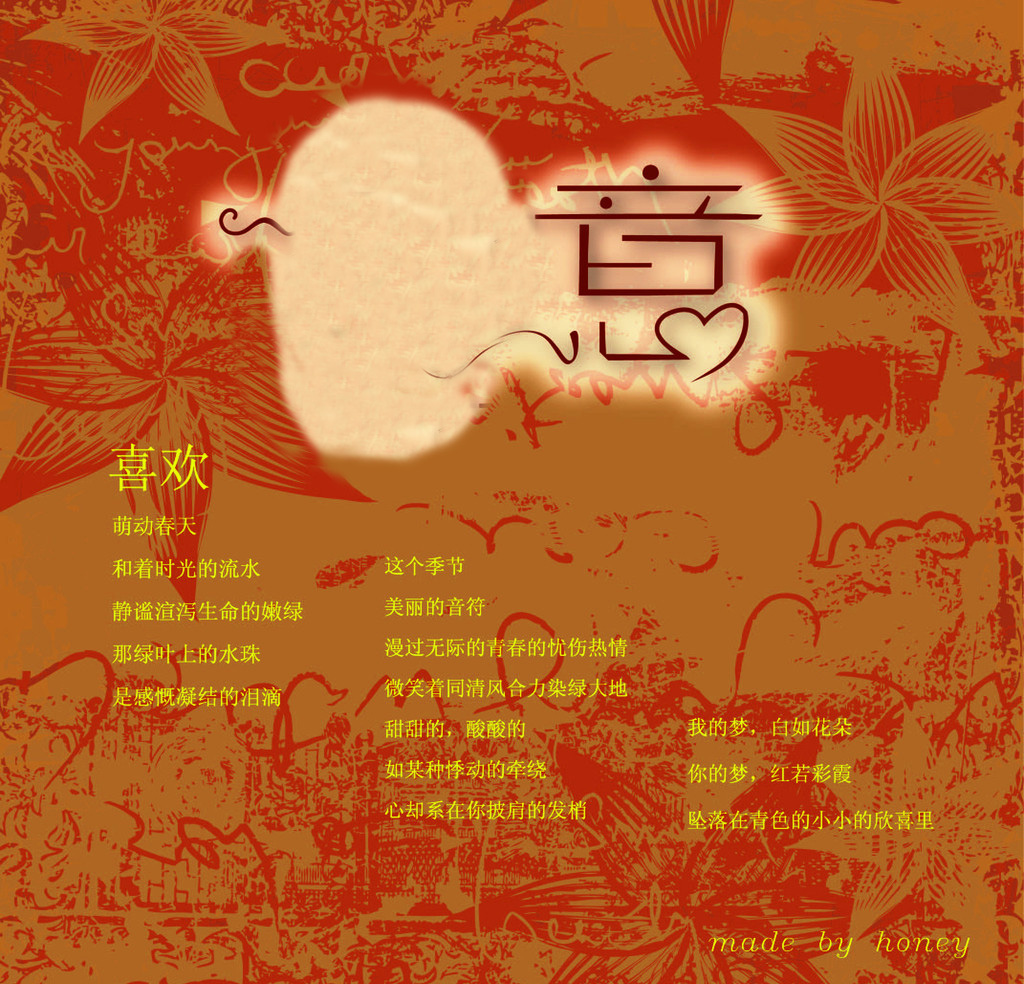 意
喜欢
萌动春天
和着时光的流水
静谧渲泻生命的嫩绿
那绿叶上的水珠
是感慨凝结的泪滴
这个季节
美丽的音符
漫过无际的青春的忧伤热情
微笑着同清风合力染绿大地
甜甜的，酸酸的
如某种悸动的牵绕
心却系在你披肩的发梢
我的梦，白如花朵
你的梦，红若彩霞
坠落在青色的小小的欣喜里
made by honey